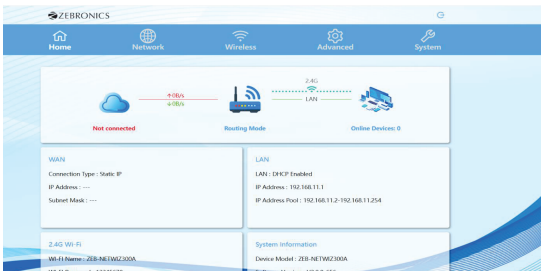 ZEBRONICS
Home Network Wireless Advanced System
2.4G
↑0B/s
↓0B/s
LAN
Not connected Routing Mode Online Devices: 0
WAN
Connection Type : Static IP
IP Address : ---
Subnet Mask : ---
LAN
LAN : DHCP Enabled
IP Address : 192.168.11.1
IP Address Pool : 192.168.11.2-192.168.11.254
2.4G Wi-Fi
WI-FI Name : ZEB-NETWIZ300A
System Information
Device Model : ZEB-NETWIZ300A